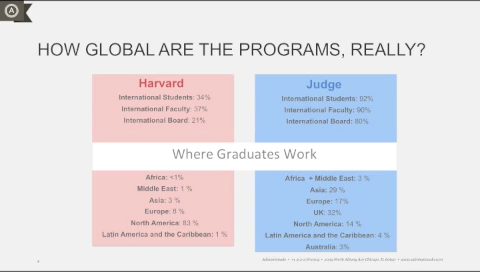 A
HOW GLOBAL ARE THE PROGRAMS, REALLY?
Harvard
International Students: 34%
International Faculty: 37%
International Board: 21%
Judge
International Students: 92%
International Faculty: 90%
International Board: 80%
Where Graduates Work
Africa: <1%
Middle East: 1 %
Asia: 3 %
Europe: 8 %
North America: 83 %
Latin America and the Caribbean: 1 %
Africa + Middle East: 3 %
Asia: 29 %
Europe: 17%
UK: 32%
North America: 14 %
Latin America and the Caribbean: 4 %
Australia: 3%